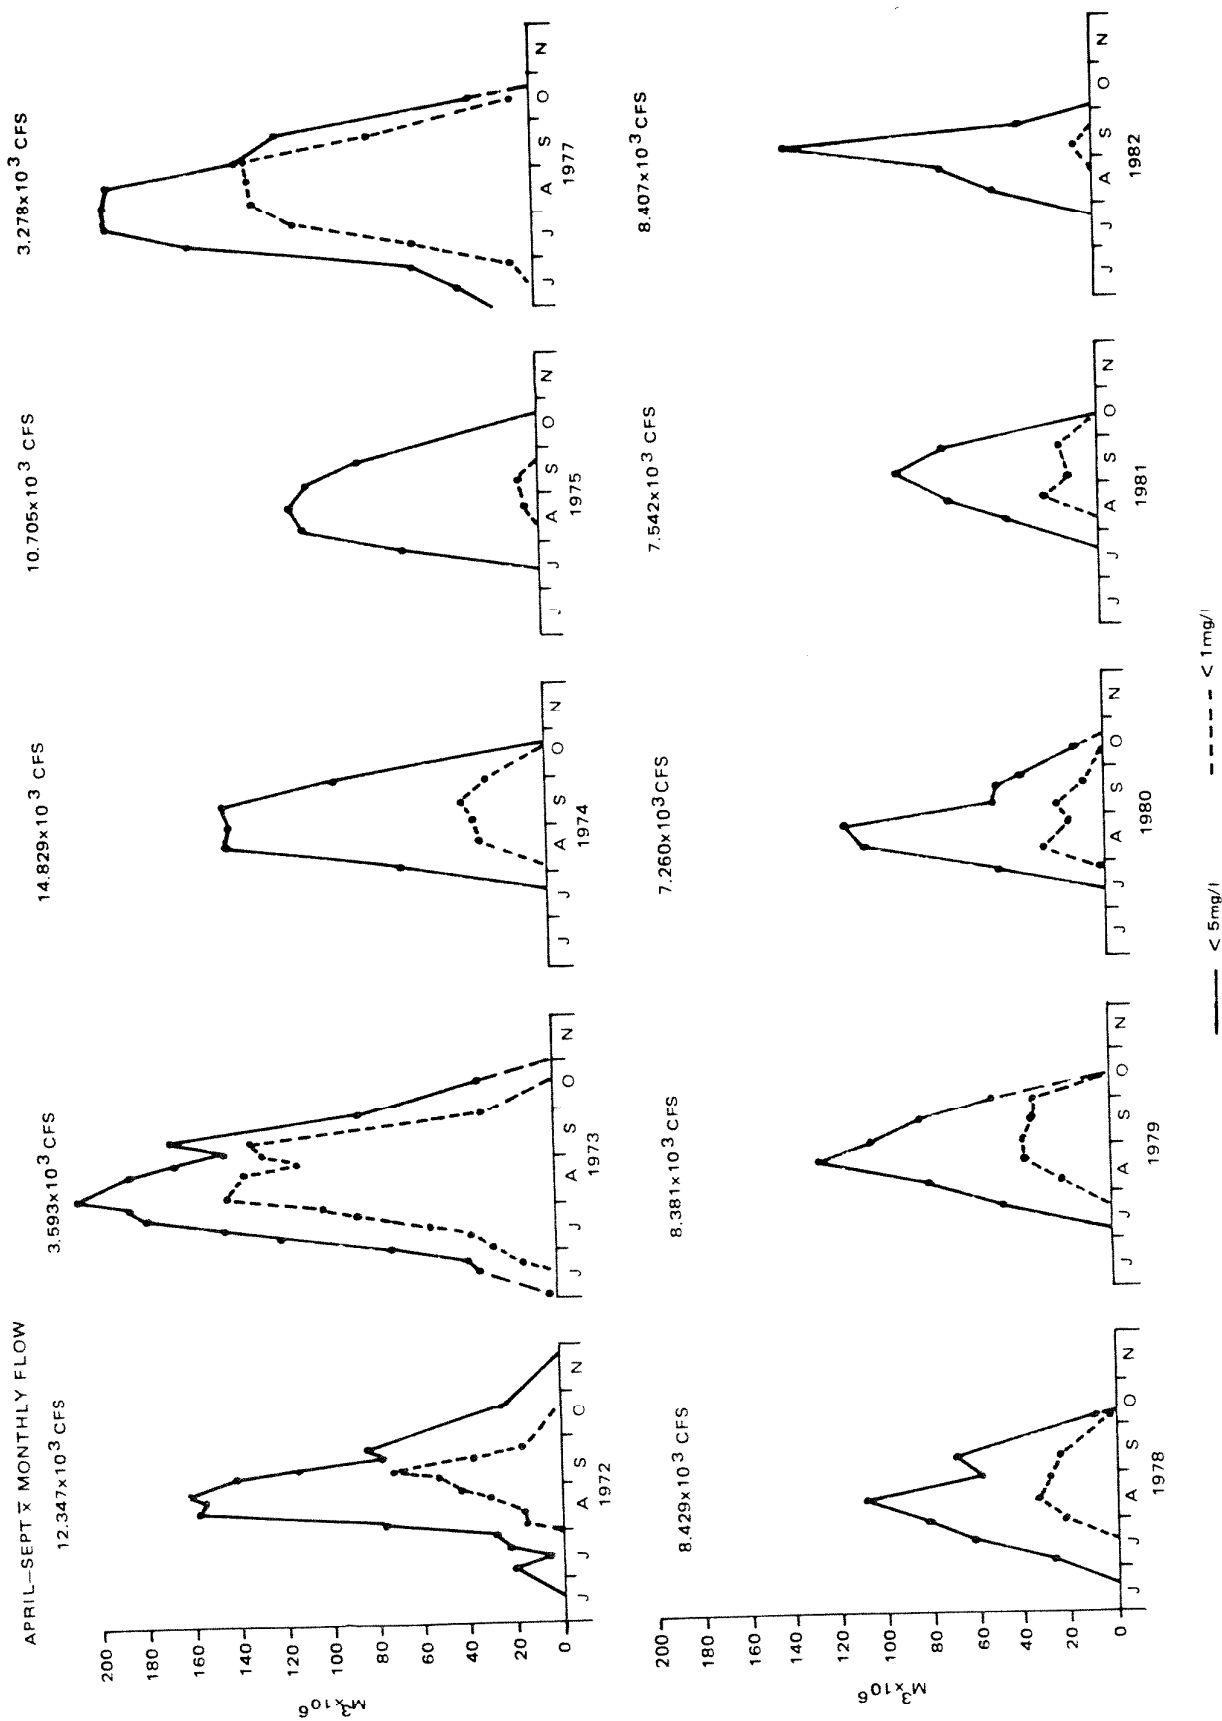 APRIL—SEPT x̄ MONTHLY FLOW
12.347x10³ CFS
3.593x10³ CFS
14.829x10³ CFS
10.705x10³ CFS
3.278x10³ CFS
M³x10⁶
200
180
160
140
120
100
80
60
40
20
0
J J A S O N
1972
J J A S O N
1973
J J A S O N
1974
J J A S O N
1975
J J A S O N
1977
8.429x10³ CFS
8.381x10³ CFS
7.260x10³CFS
7.542x10³ CFS
8.407x10³ CFS
M³x10⁶
200
180
160
140
120
100
80
60
40
20
0
J J A S O N
1978
J J A S O N
1979
J J A S O N
1980
J J A S O N
1981
J J A S O N
1982
< 5mg/l
< 1mg/l